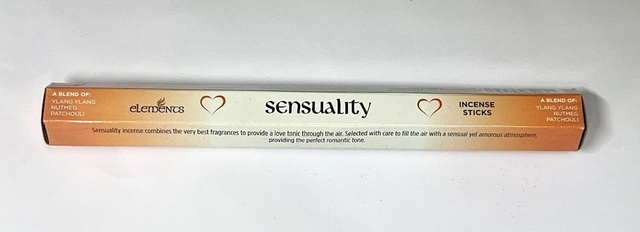 A BLEND OF:
YLANG YLANG
NUTMEG
PATCHOULI
elements
sensuality
INCENSE
STICKS
A BLEND OF:
YLANG YLANG
NUTMEG
PATCHOULI
Sensuality incense combines the very best fragrances to provide a love tonic through the air. Selected with care to fill the air with a sensual yet amorous atmosphere,
providing the perfect romantic tone.